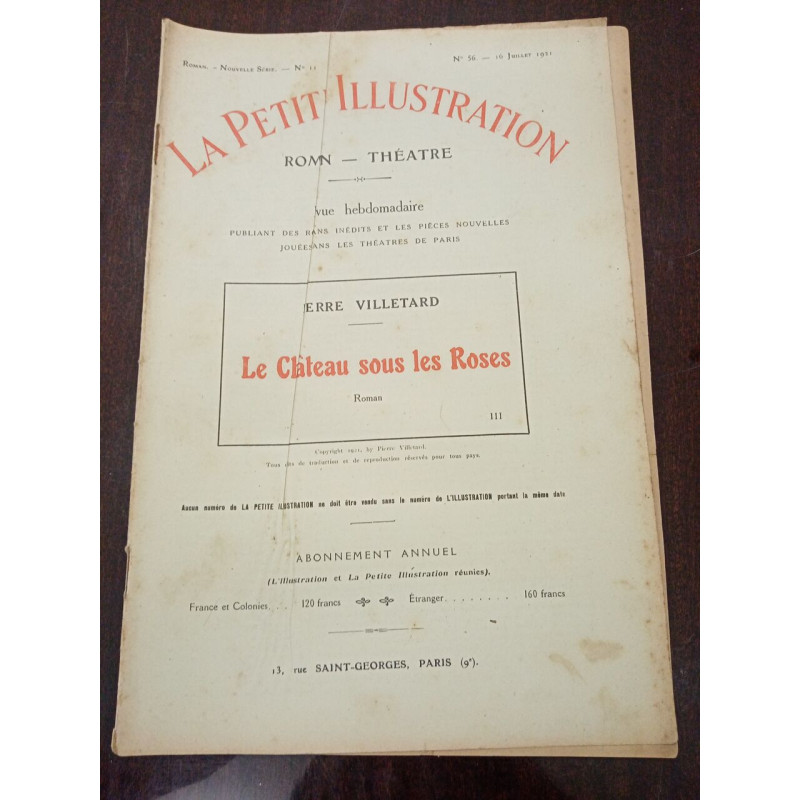 ROMAN. - NOUVELLE SÉRIE. — N° 11
N° 56. — 16 JUILLET 1921
LA PETIT ILLUSTRATION
ROMN — THÉATRE
vue hebdomadaire
PUBLIANT DES RANS INÉDITS ET LES PIÈCES NOUVELLES
JOUÉESANS LES THÉATRES DE PARIS
ERRE VILLETARD
Le Château sous les Roses
Roman
III
Copyright 1921, by Pierre Villetard.
Tous dts de traduction et de reproduction réservés pour tous pays.
Aucun numéro de LA PETITE ILUSTRATION ne doit être vendu sans le numéro de L'ILLUSTRATION portant la même date
ABONNEMENT ANNUEL
(L'Illustration et La Petite Illustration réunies).
France et Colonies. . . . 120 francs Étranger. . . . . . . . 160 francs
13, rue SAINT-GEORGES, PARIS (9e).